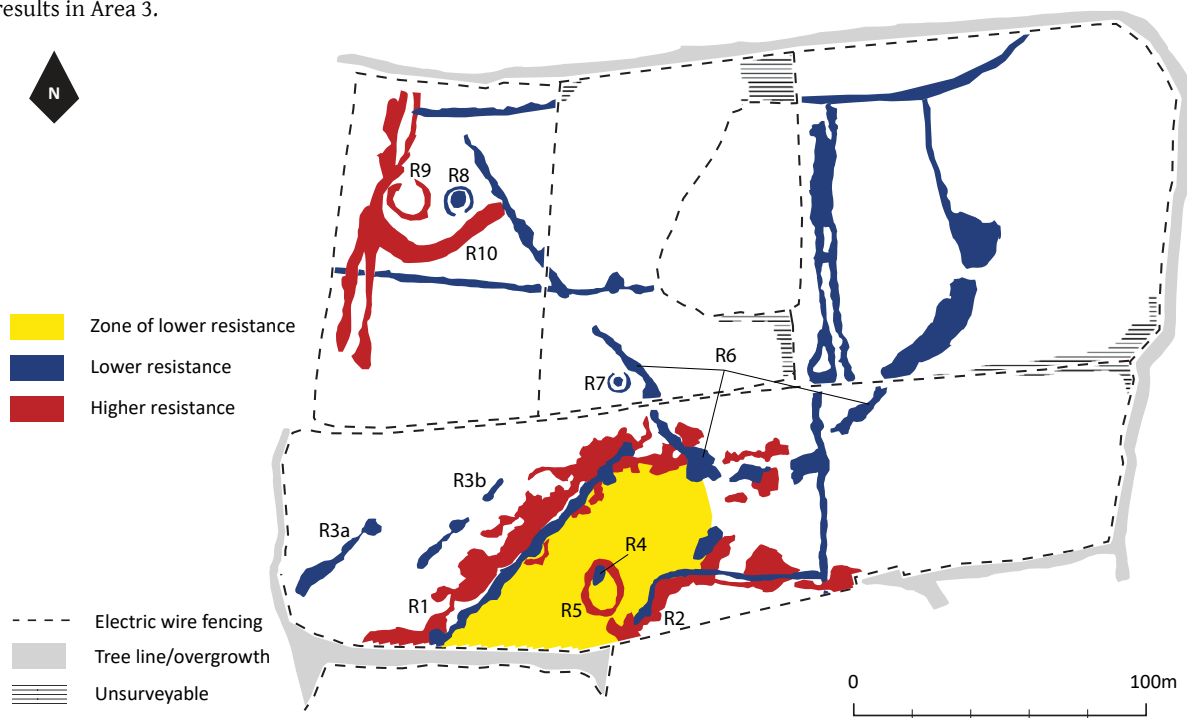 results in Area 3.
N
R9
R8
R10
Zone of lower resistance
Lower resistance
Higher resistance
R6
R7
R3b
R3a
R4
R1
R5
R2
Electric wire fencing
Tree line/overgrowth
Unsurveyable
0
100m